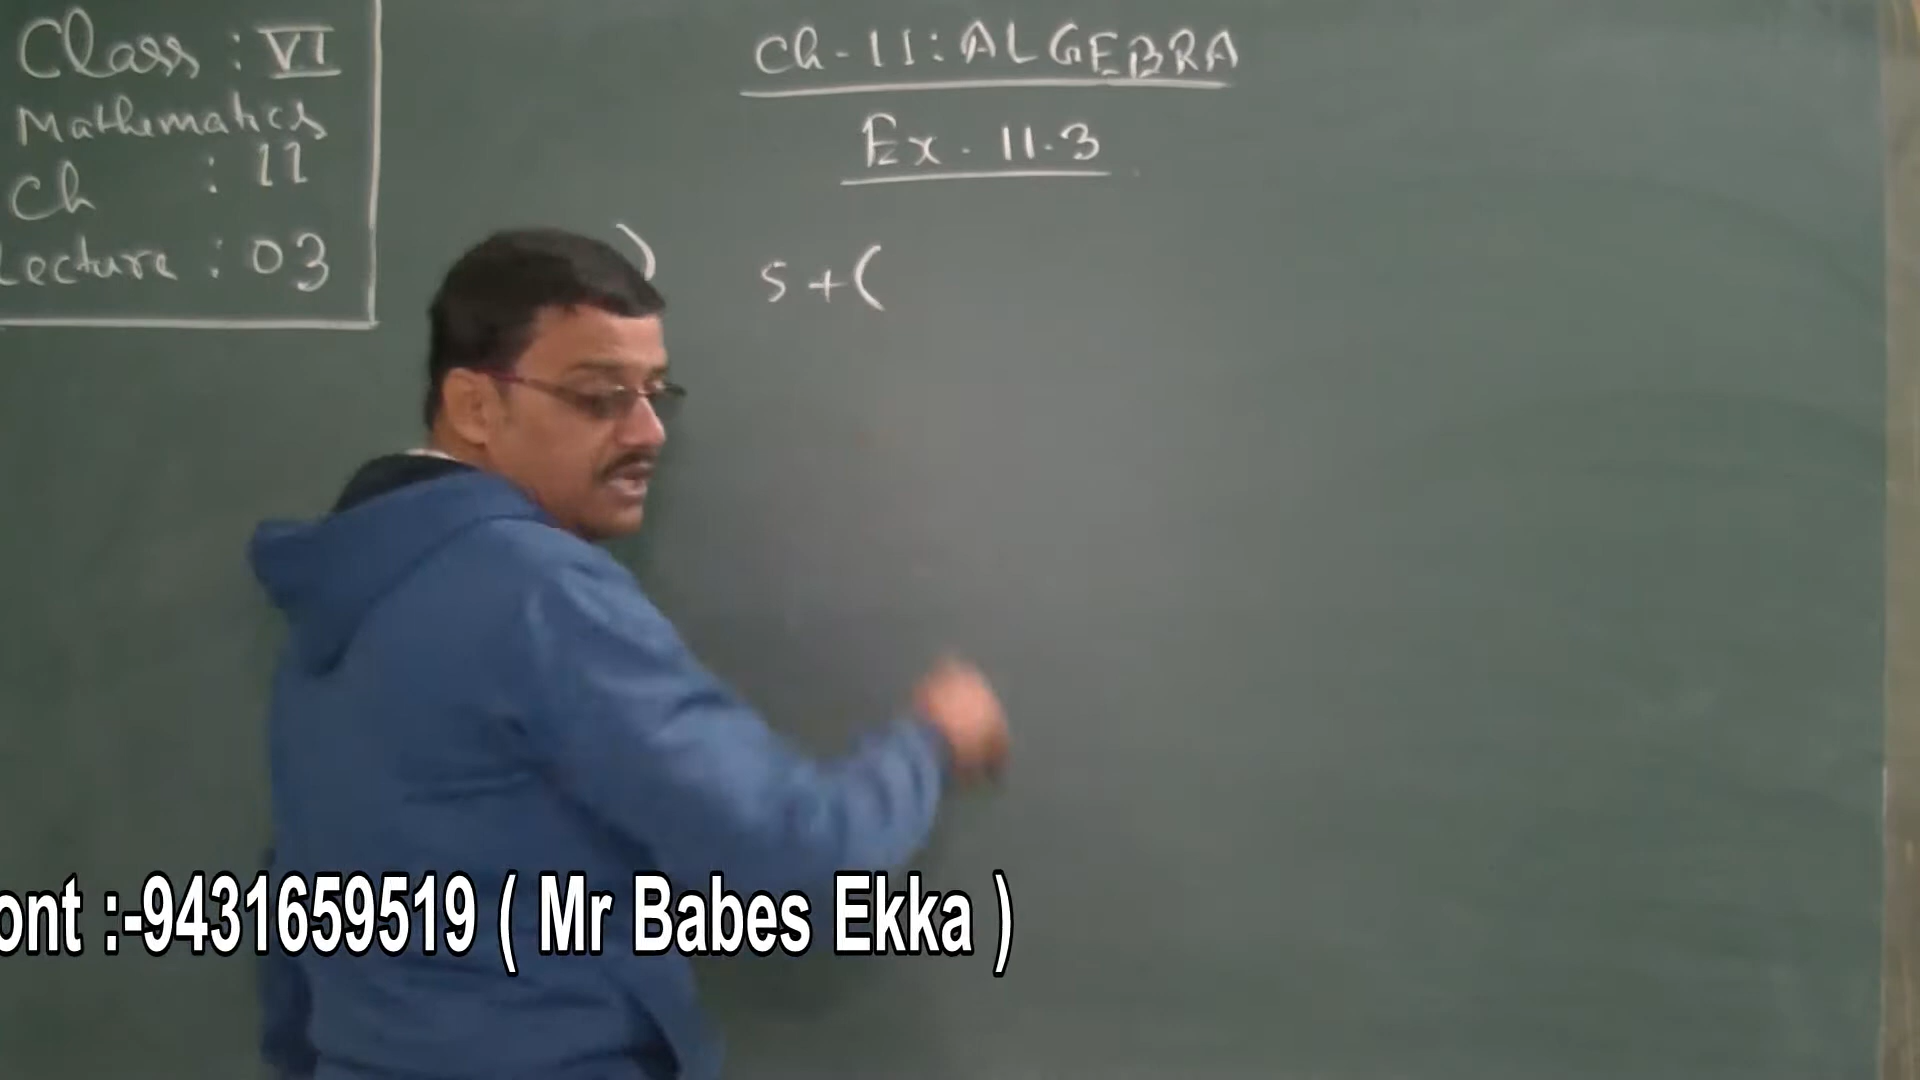 Class : VI
Mathematics
Ch : 11
Lecture : 03
Ch - 11 : ALGEBRA
Ex . 11.3
) 5 + (
ont :-9431659519 ( Mr Babes Ekka )